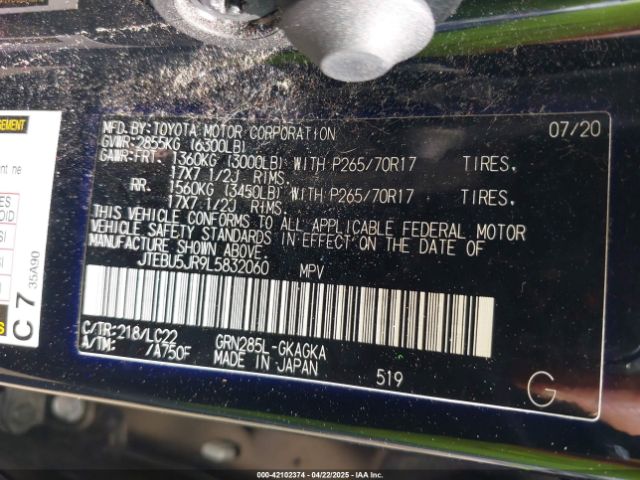 MFD.BY:TOYOTA MOTOR CORPORATION 07/20
GVWR:2855KG (6300LB)
GAWR:FRT 1360KG (3000LB) WITH P265/70R17 TIRES,
17X7 1/2J RIMS.
RR. 1560KG (3450LB) WITH P265/70R17 TIRES,
17X7 1/2J RIMS.
THIS VEHICLE CONFORMS TO ALL APPLICABLE FEDERAL MOTOR
VEHICLE SAFETY STANDARDS IN EFFECT ON THE DATE OF
MANUFACTURE SHOWN ABOVE.
JTEBU5JR9L5832060 MPV
C/TR:218/LC22 GRN285L-GKAGKA
A/TM: /A750F MADE IN JAPAN 519
G
C 7 35A90
000-42102374 | 04/22/2025 | IAA Inc.